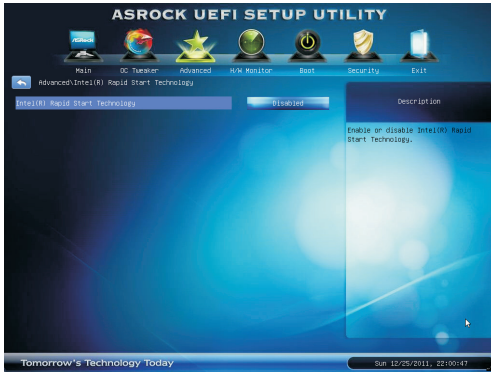 ASROCK UEFI SETUP UTILITY
ASRock
Main
OC Tweaker
Advanced
H/W Monitor
Boot
Security
Exit
Advanced\Intel(R) Rapid Start Technology
Intel(R) Rapid Start Technology
Disabled
Description
Enable or disable Intel(R) Rapid
Start Technology.
Tomorrow's Technology Today
Sun 12/25/2011, 22:00:47